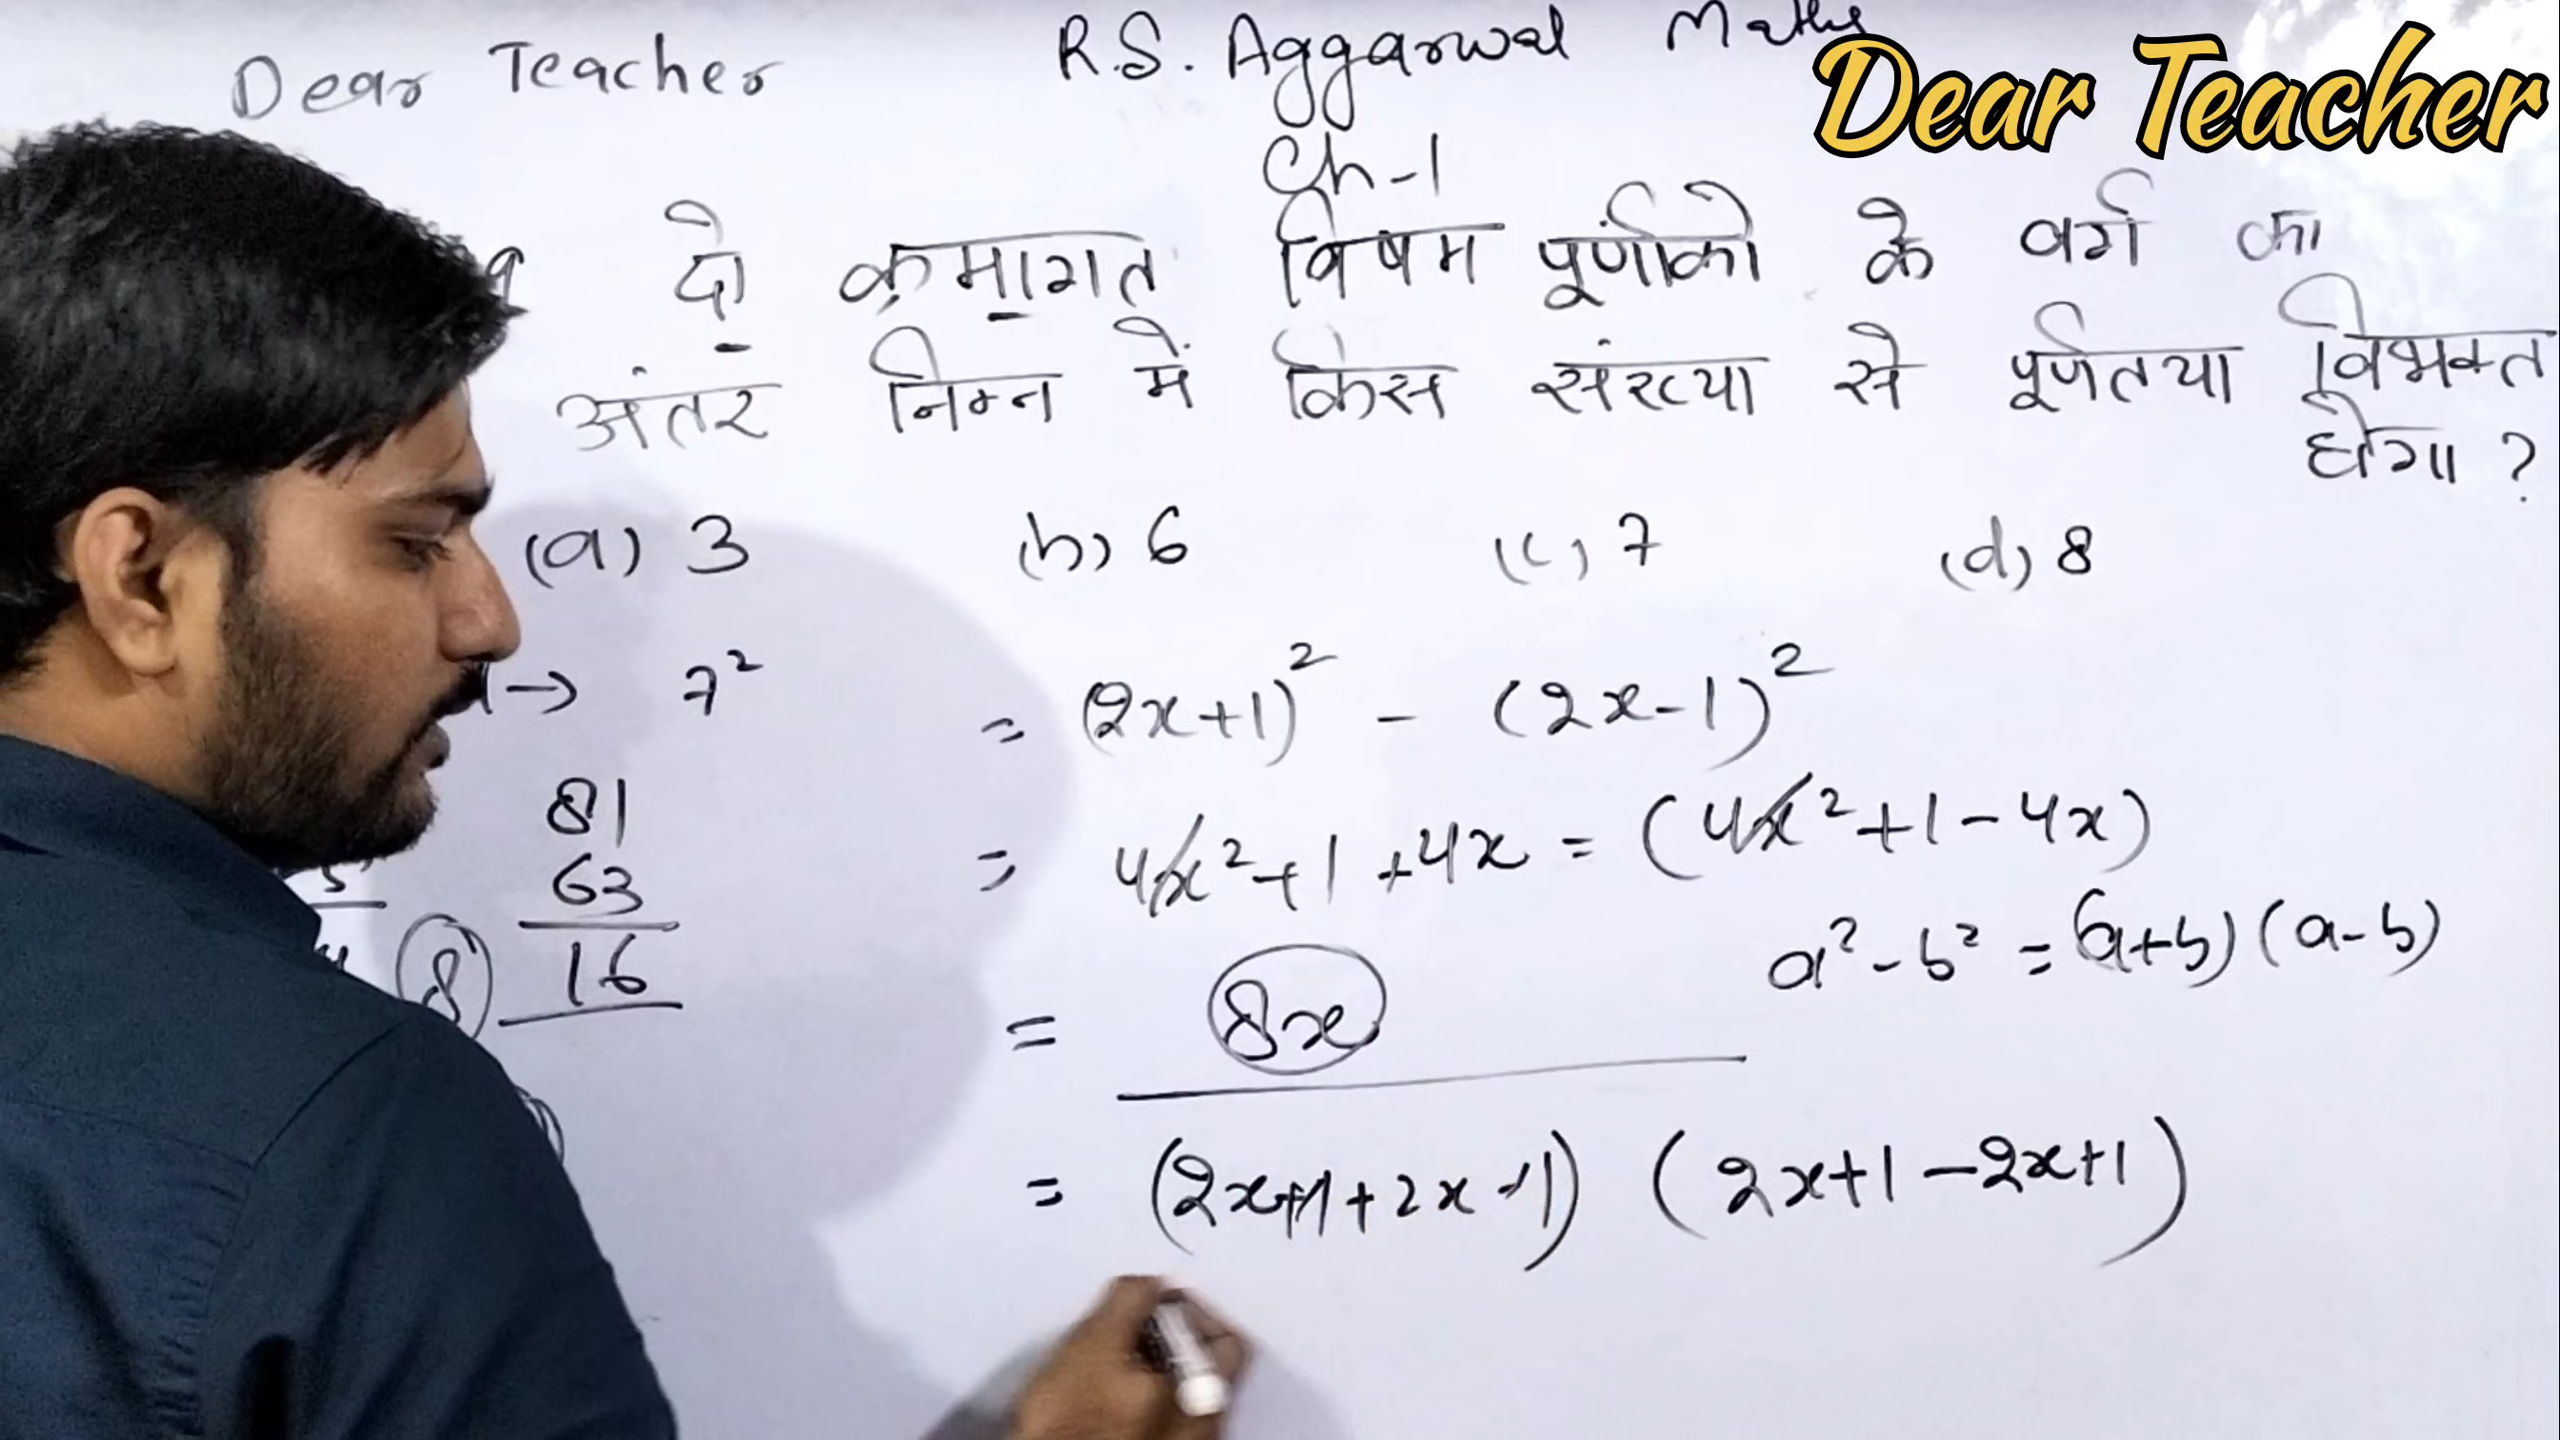 Dear Teacher
R.S. Aggarwal Maths
Dear Teacher
Ch-1
दो क्रमागत विषम पूर्णांको के वर्ग का
अंतर निम्न में किस संख्या से पूर्णतया विभक्त
होगा ?
(a) 3 (b) 6 (c) 7 (d) 8
→ 7² = (2x+1)² - (2x-1)²
81
63
16
8
= 4x²+1+4x = (4x²+1-4x)
a²-b² = (a+b)(a-b)
= 8x
= (2x+1+2x-1) (2x+1-2x+1)